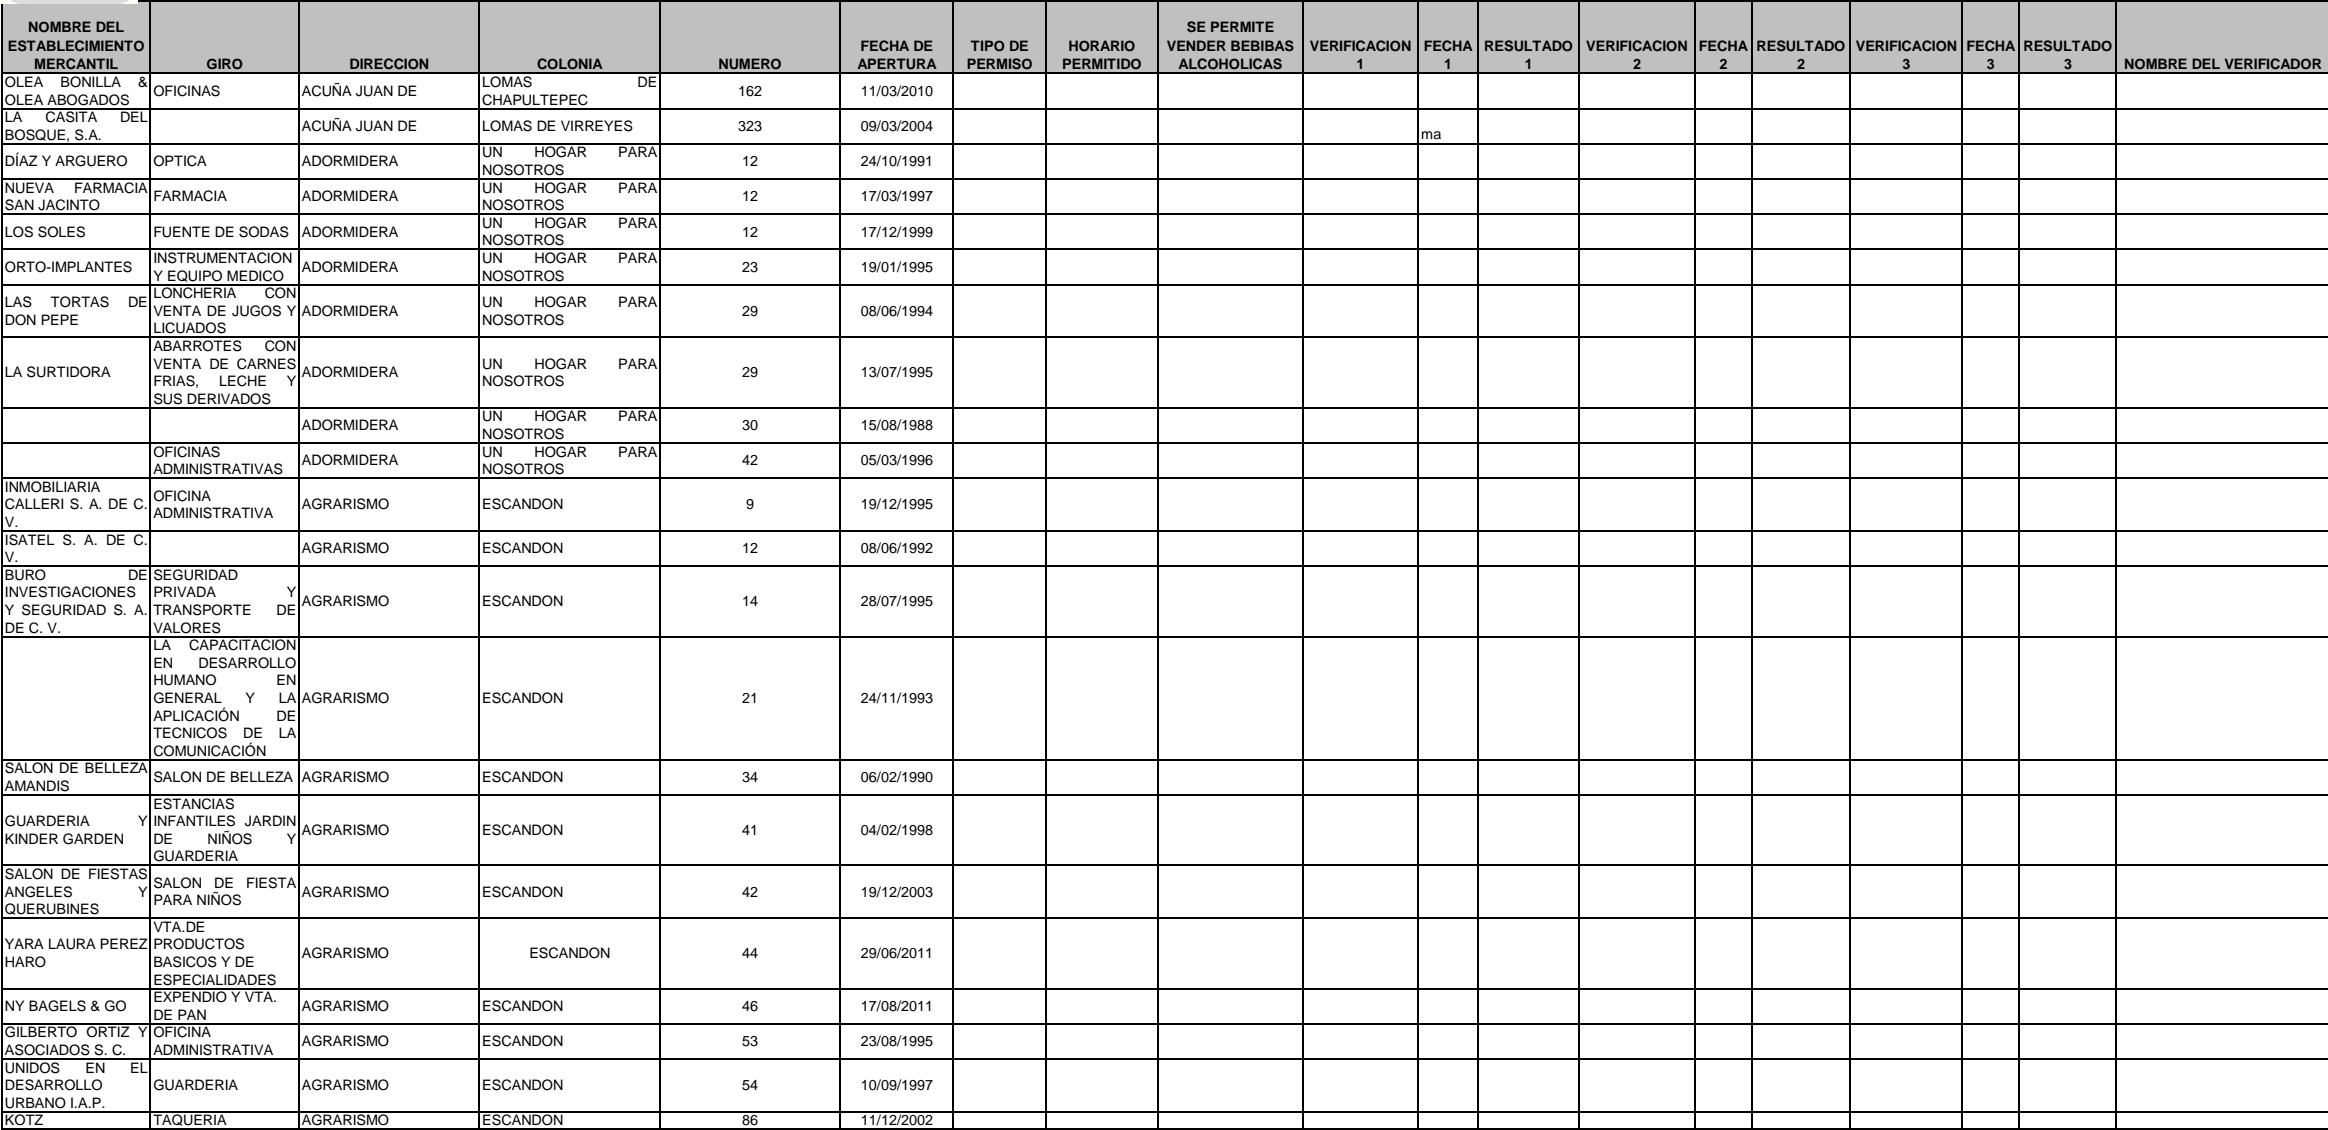 NOMBRE DEL ESTABLECIMIENTO MERCANTIL GIRO DIRECCION COLONIA NUMERO FECHA DE APERTURA TIPO DE PERMISO HORARIO PERMITIDO SE PERMITE VENDER BEBIBAS ALCOHOLICAS VERIFICACION 1 FECHA 1 RESULTADO 1 VERIFICACION 2 FECHA 2 RESULTADO 2 VERIFICACION 3 FECHA 3 RESULTADO 3 NOMBRE DEL VERIFICADOR
OLEA BONILLA & OLEA ABOGADOS OFICINAS ACUÑA JUAN DE LOMAS DE CHAPULTEPEC 162 11/03/2010
LA CASITA DEL BOSQUE, S.A. ACUÑA JUAN DE LOMAS DE VIRREYES 323 09/03/2004 ma
DÍAZ Y ARGUERO OPTICA ADORMIDERA UN HOGAR PARA NOSOTROS 12 24/10/1991
NUEVA FARMACIA SAN JACINTO FARMACIA ADORMIDERA UN HOGAR PARA NOSOTROS 12 17/03/1997
LOS SOLES FUENTE DE SODAS ADORMIDERA UN HOGAR PARA NOSOTROS 12 17/12/1999
ORTO-IMPLANTES INSTRUMENTACION Y EQUIPO MEDICO ADORMIDERA UN HOGAR PARA NOSOTROS 23 19/01/1995
LAS TORTAS DE DON PEPE LONCHERIA CON VENTA DE JUGOS Y LICUADOS ADORMIDERA UN HOGAR PARA NOSOTROS 29 08/06/1994
LA SURTIDORA ABARROTES CON VENTA DE CARNES FRIAS, LECHE Y SUS DERIVADOS ADORMIDERA UN HOGAR PARA NOSOTROS 29 13/07/1995
ADORMIDERA UN HOGAR PARA NOSOTROS 30 15/08/1988
OFICINAS ADMINISTRATIVAS ADORMIDERA UN HOGAR PARA NOSOTROS 42 05/03/1996
INMOBILIARIA CALLERI S. A. DE C. V. OFICINA ADMINISTRATIVA AGRARISMO ESCANDON 9 19/12/1995
ISATEL S. A. DE C. V. AGRARISMO ESCANDON 12 08/06/1992
BURO DE INVESTIGACIONES Y SEGURIDAD S. A. DE C. V. SEGURIDAD PRIVADA Y TRANSPORTE DE VALORES AGRARISMO ESCANDON 14 28/07/1995
LA CAPACITACION EN DESARROLLO HUMANO EN GENERAL Y LA APLICACIÓN DE TECNICOS DE LA COMUNICACIÓN AGRARISMO ESCANDON 21 24/11/1993
SALON DE BELLEZA AMANDIS SALON DE BELLEZA AGRARISMO ESCANDON 34 06/02/1990
GUARDERIA Y KINDER GARDEN ESTANCIAS INFANTILES JARDIN DE NIÑOS Y GUARDERIA AGRARISMO ESCANDON 41 04/02/1998
SALON DE FIESTAS ANGELES Y QUERUBINES SALON DE FIESTA PARA NIÑOS AGRARISMO ESCANDON 42 19/12/2003
YARA LAURA PEREZ HARO VTA.DE PRODUCTOS BASICOS Y DE ESPECIALIDADES AGRARISMO ESCANDON 44 29/06/2011
NY BAGELS & GO EXPENDIO Y VTA. DE PAN AGRARISMO ESCANDON 46 17/08/2011
GILBERTO ORTIZ Y ASOCIADOS S. C. OFICINA ADMINISTRATIVA AGRARISMO ESCANDON 53 23/08/1995
UNIDOS EN EL DESARROLLO URBANO I.A.P. GUARDERIA AGRARISMO ESCANDON 54 10/09/1997
KOTZ TAQUERIA AGRARISMO ESCANDON 86 11/12/2002